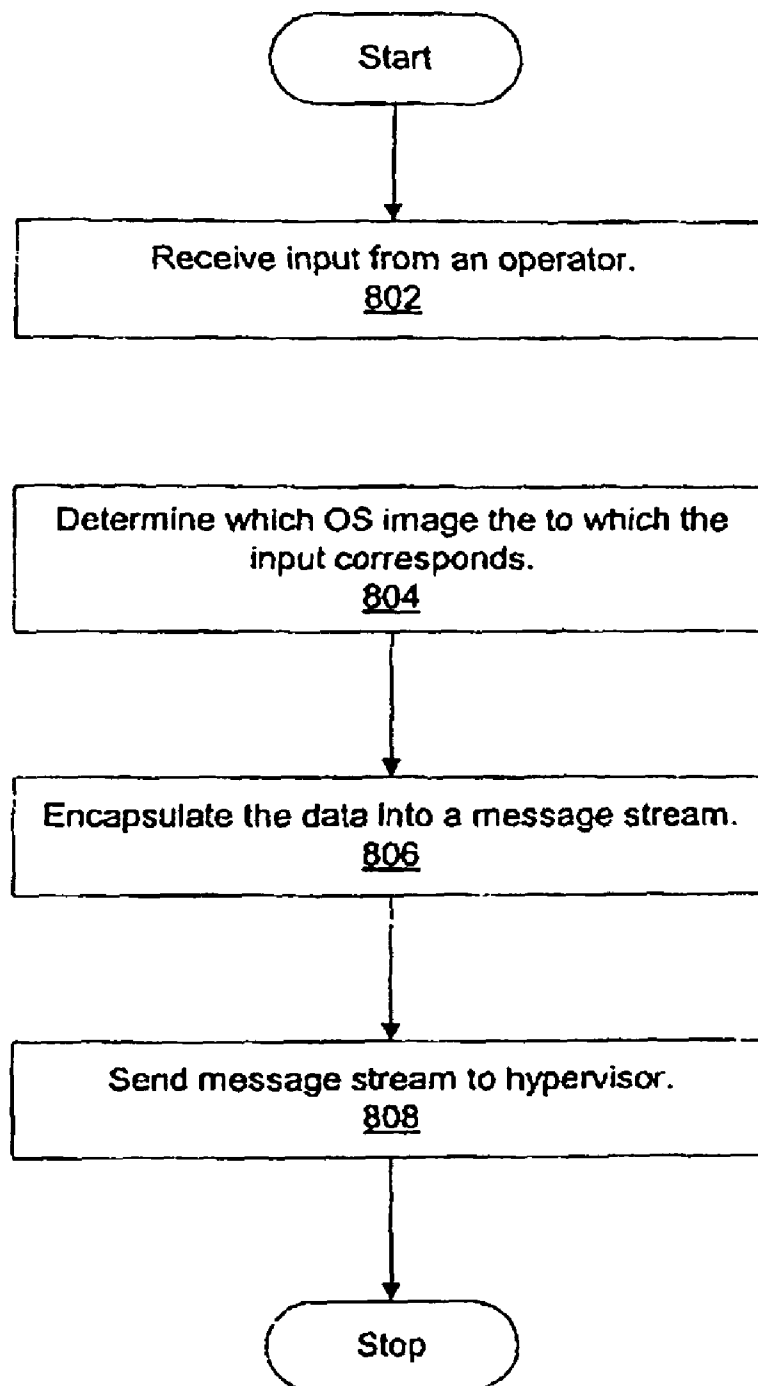 Start
Receive input from an operator.
802
Determine which OS image the to which the
input corresponds.
804
Encapsulate the data into a message stream.
806
Send message stream to hypervisor.
808
Stop